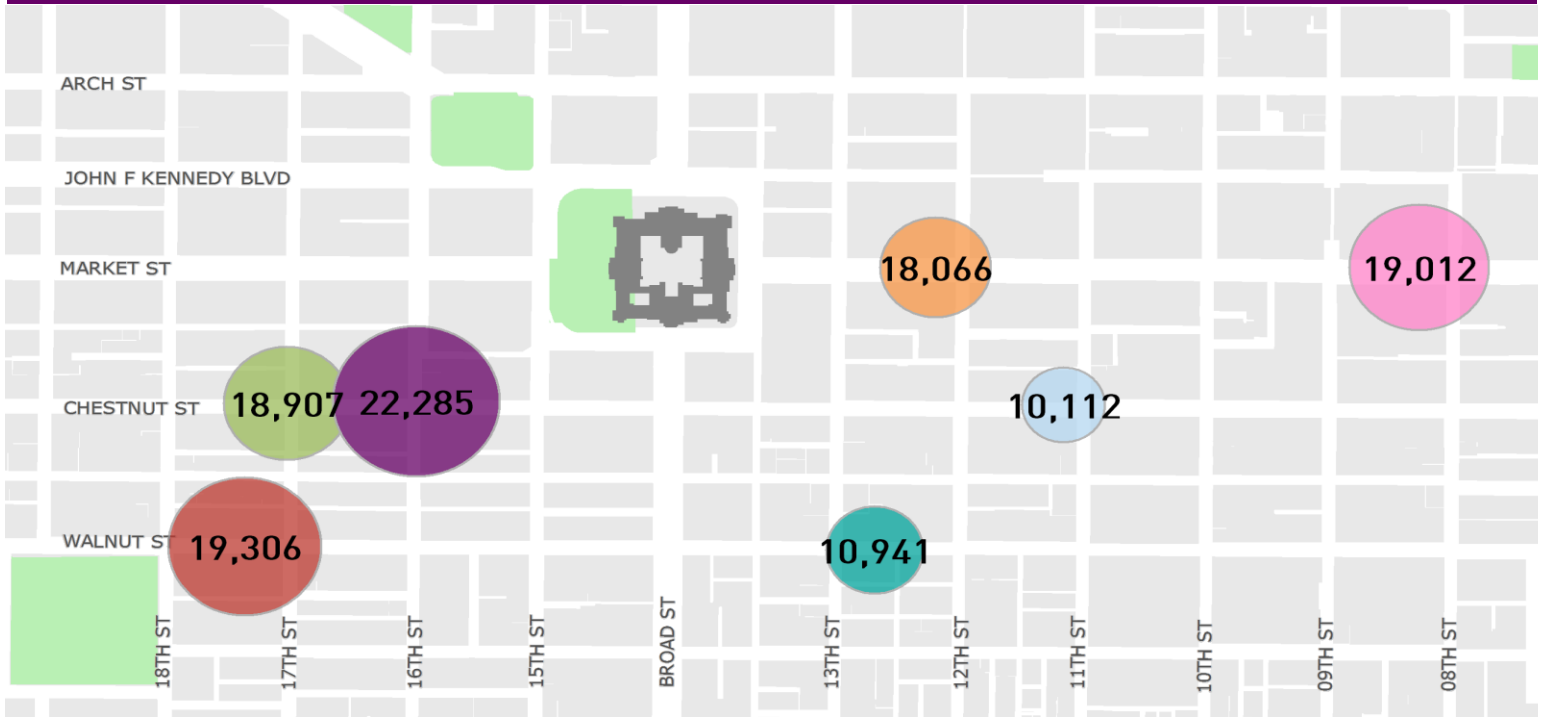 ARCH ST
JOHN F KENNEDY BLVD
MARKET ST
18,066
19,012
CHESTNUT ST
18,907
22,285
10,112
WALNUT ST
19,306
10,941
18TH ST
17TH ST
16TH ST
15TH ST
BROAD ST
13TH ST
12TH ST
11TH ST
10TH ST
09TH ST
08TH ST